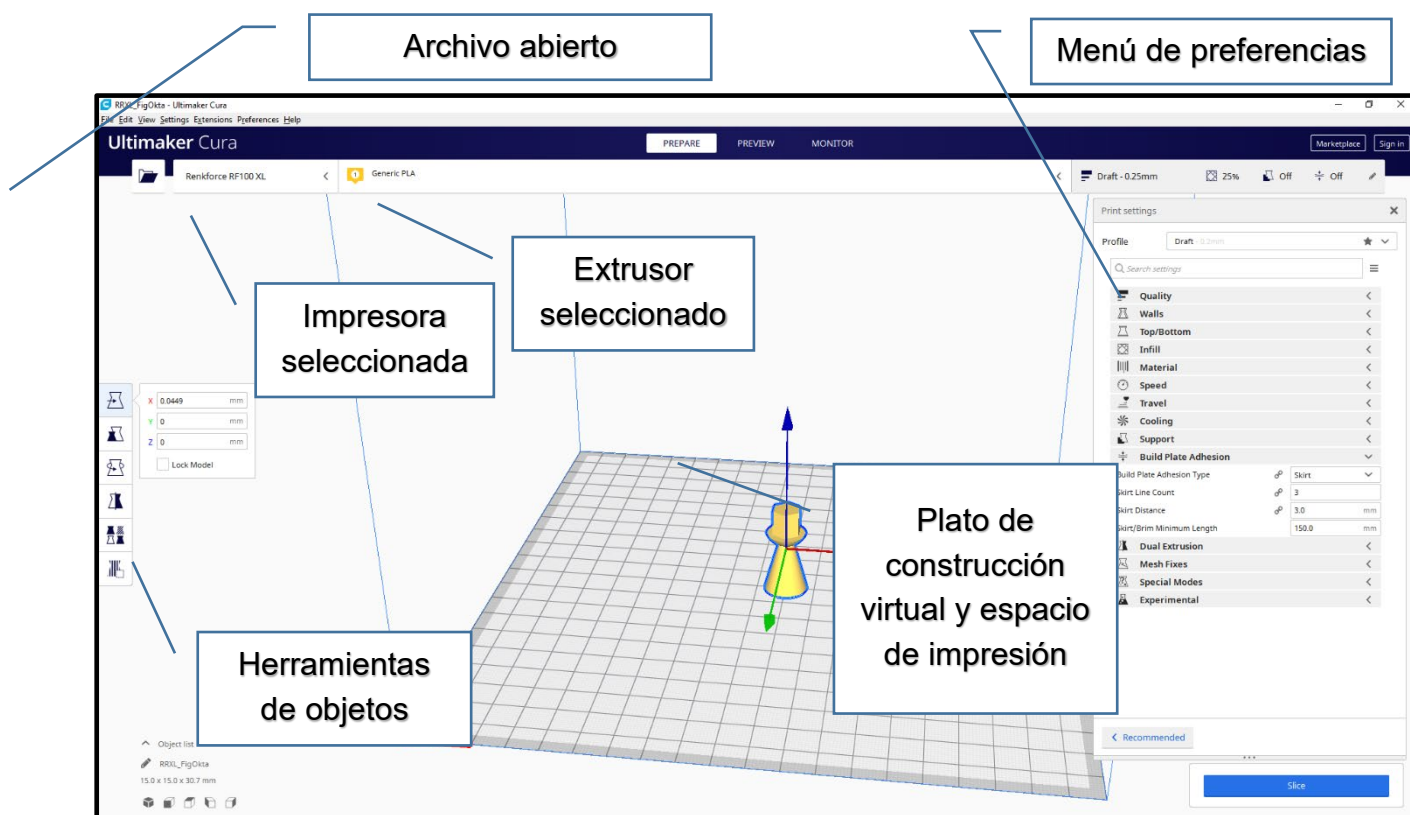 Archivo abierto
Menú de preferencias
RRXL_FigOkta - Ultimaker Cura
File Edit View Settings Extensions Preferences Help
Ultimaker Cura
PREPARE PREVIEW MONITOR
Marketplace Sign in
Renkforce RF100 XL
1 Generic PLA
Draft - 0.25mm 25% Off Off
Print settings
Profile Draft - 0.2mm
Search settings
Extrusor
seleccionado
Impresora
seleccionada
Quality
Walls
Top/Bottom
Infill
Material
Speed
Travel
Cooling
Support
Build Plate Adhesion
Build Plate Adhesion Type Skirt
Skirt Line Count 3
Skirt Distance 3.0 mm
Skirt/Brim Minimum Length 150.0 mm
Dual Extrusion
Mesh Fixes
Special Modes
Experimental
X 0.0449 mm
Y 0 mm
Z 0 mm
Lock Model
Plato de
construcción
virtual y espacio
de impresión
Herramientas
de objetos
Object list
RRXL_FigOkta
15.0 x 15.0 x 30.7 mm
Recommended
Slice